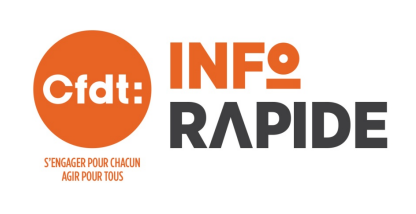 Cfdt:
S'ENGAGER POUR CHACUN
AGIR POUR TOUS
INFO
RAPIDE